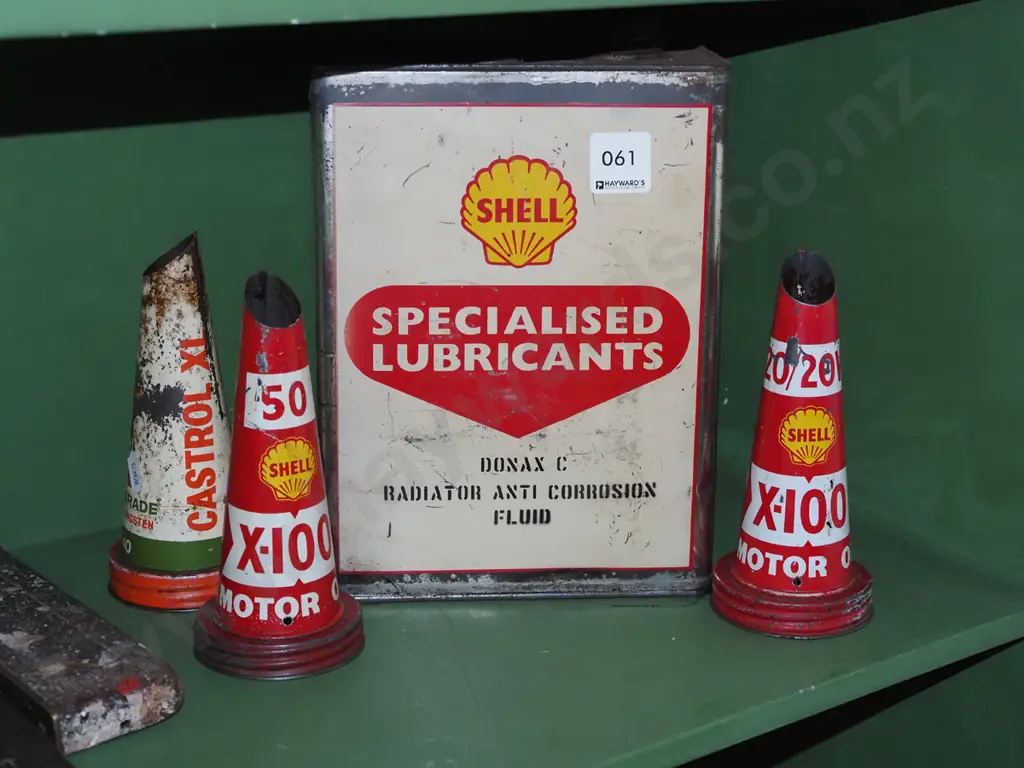 061
HAYWARD'S
SHELL
SPECIALISED
LUBRICANTS
DONAX C
RADIATOR ANTI CORROSION
FLUID
CASTROL XL
RADE
50
SHELL
X-100
MOTOR O
20/20
SHELL
X-100
MOTOR O